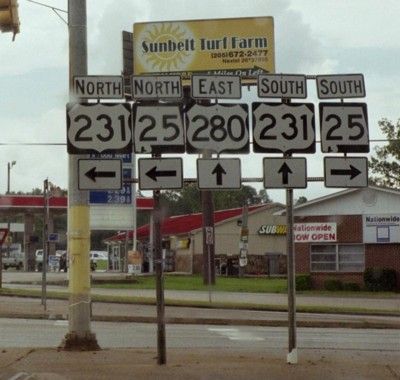 Sunbelt Turf Farm
(205) 672-2477
NORTH NORTH EAST SOUTH SOUTH
231 25 280 231 25
SUBWAY
Nationwide
NOW OPEN
Nationwide